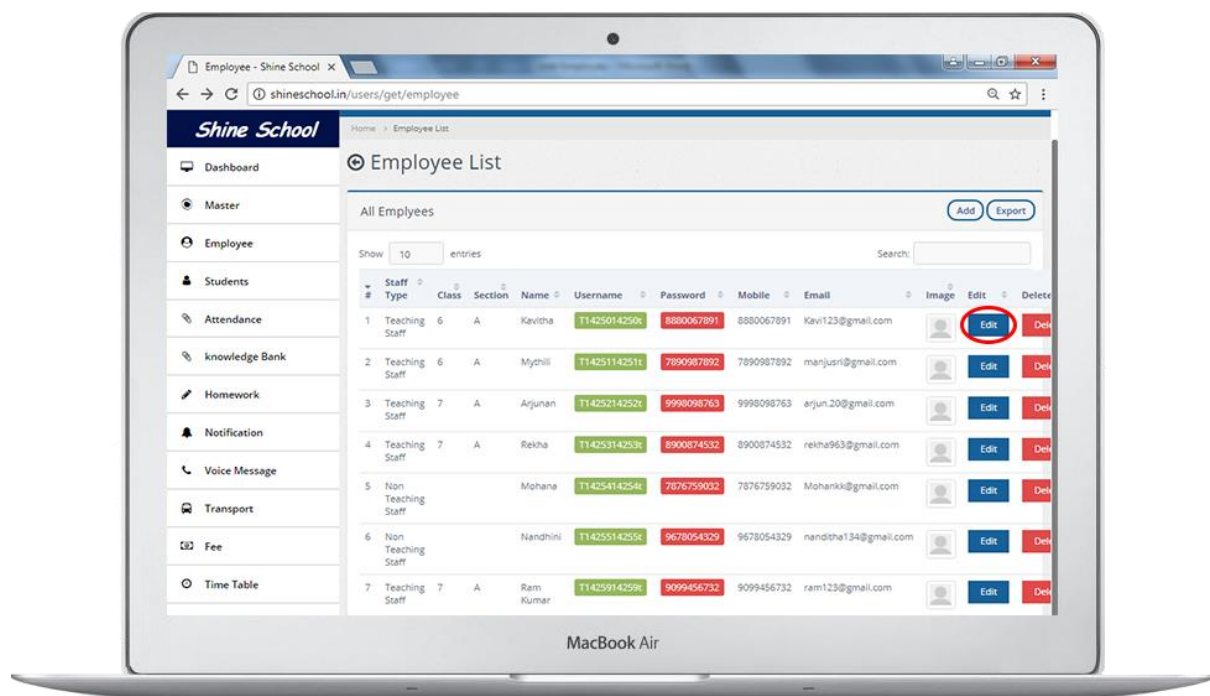 Employee - Shine School
shineschool.in/users/get/employee
Shine School
Home > Employee List
Dashboard
Employee List
Master
All Emplyees
Add
Export
Employee
Show 10 entries
Search:
Students
# Staff Type Class Section Name Username Password Mobile Email Image Edit Delete
Attendance
1 Teaching Staff 6 A Kavitha T1425014250t 8880067891 8880067891 Kavi123@gmail.com Edit Del
knowledge Bank
2 Teaching Staff 6 A Mythili T1425114251t 7890987892 7890987892 manjusri@gmail.com Edit Del
Homework
3 Teaching Staff 7 A Arjunan T1425214252t 9998098763 9998098763 arjun.20@gmail.com Edit Del
Notification
4 Teaching Staff 7 A Rekha T1425314253t 8900874532 8900874532 rekha963@gmail.com Edit Del
Voice Message
5 Non Teaching Staff Mohana T1425414254t 7876759032 7876759032 Mohankk@gmail.com Edit Del
Transport
6 Non Teaching Staff Nandhini T1425514255t 9678054329 9678054329 nanditha134@gmail.com Edit Del
Fee
Time Table
7 Teaching Staff 7 A Ram Kumar T1425914259t 9099456732 9099456732 ram123@gmail.com Edit Del
MacBook Air